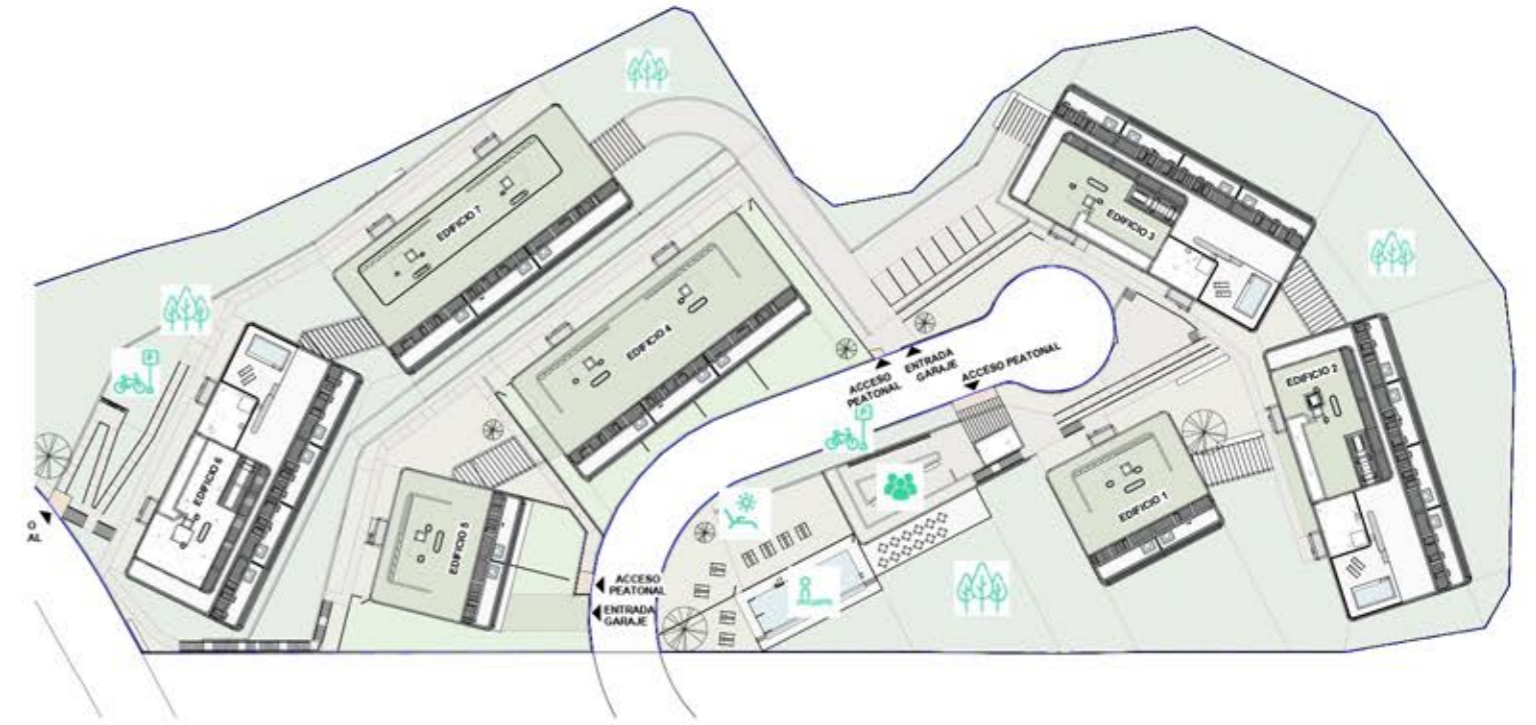 EDIFICIO 7
EDIFICIO 3
EDIFICIO 4
ACCESO
PEATONAL
ENTRADA
GARAJE
ACCESO PEATONAL
P
EDIFICIO 2
P
EDIFICIO 6
EDIFICIO 1
O
AL
EDIFICIO 5
ACCESO
PEATONAL
ENTRADA
GARAJE